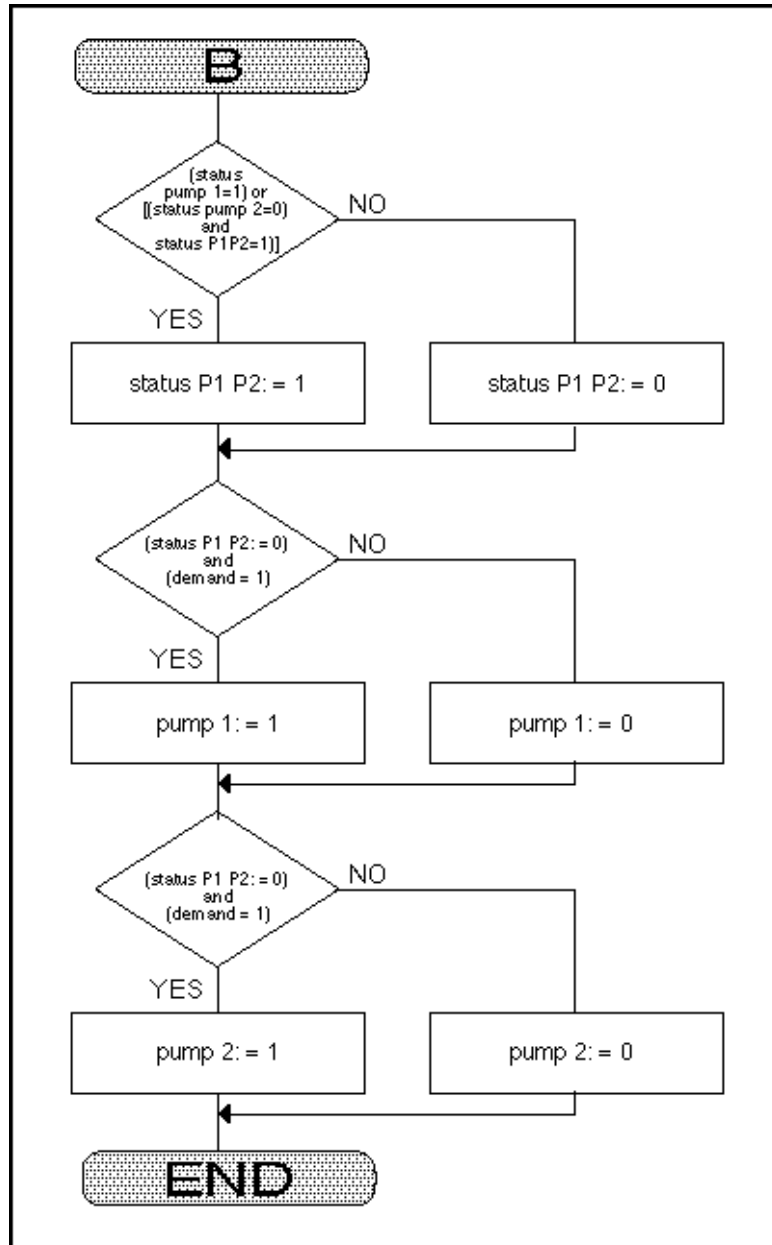 B
(status
pump 1=1) or
[(status pump 2=0)
and
status P1P2=1)]
NO
YES
status P1 P2: = 1
status P1 P2: = 0
(status P1 P2: = 0)
and
(demand = 1)
NO
YES
pump 1: = 1
pump 1: = 0
(status P1 P2: = 0)
and
(demand = 1)
NO
YES
pump 2: = 1
pump 2: = 0
END